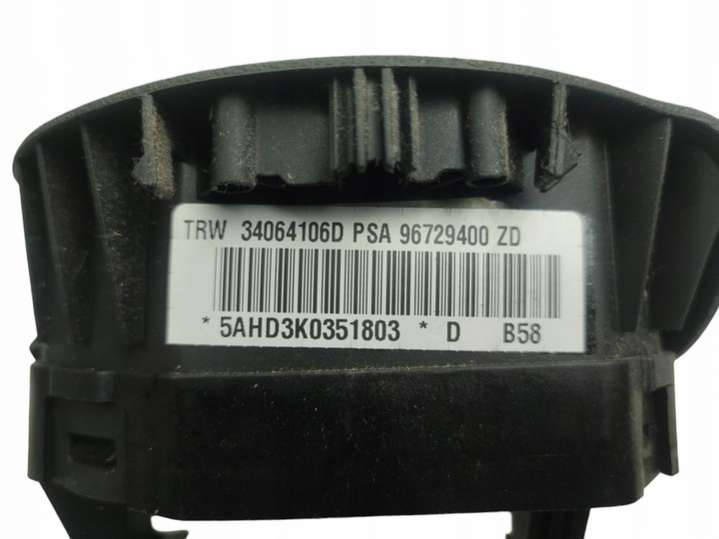 TRW 34064106D PSA 96729400 ZD
* 5AHD3K0351803 * D B58